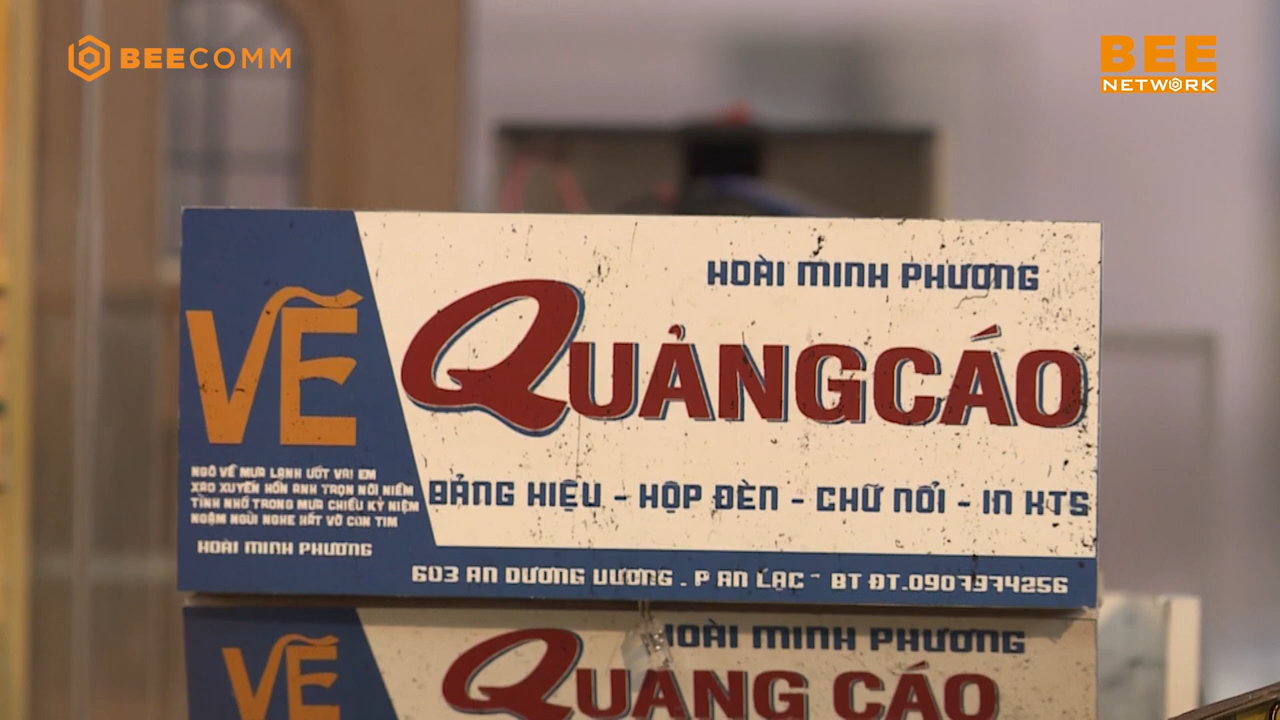 BEECOMM
BEE
NETWORK
HOÀI MINH PHƯƠNG
VẼ
QUẢNGCÁO
NGÕ VỀ MƯA LẠNH ƯỚT VAI EM
XAO XUYẾN HỒN ANH TRỌN NỖI NIỀM
TÌNH NHỚ TRONG MƯA CHIỀU KỶ NIỆM
NGẬM NGÙI NGHE HÁT VỠ CON TIM
HOÀI MINH PHƯƠNG
BẢNG HIỆU - HỘP ĐÈN - CHỮ NỔI - IN KTS
603 AN DƯƠNG VƯƠNG . P AN LẠC - BT ĐT.0907974256
HOÀI MINH PHƯƠNG
VẼ
QUẢNG CÁO